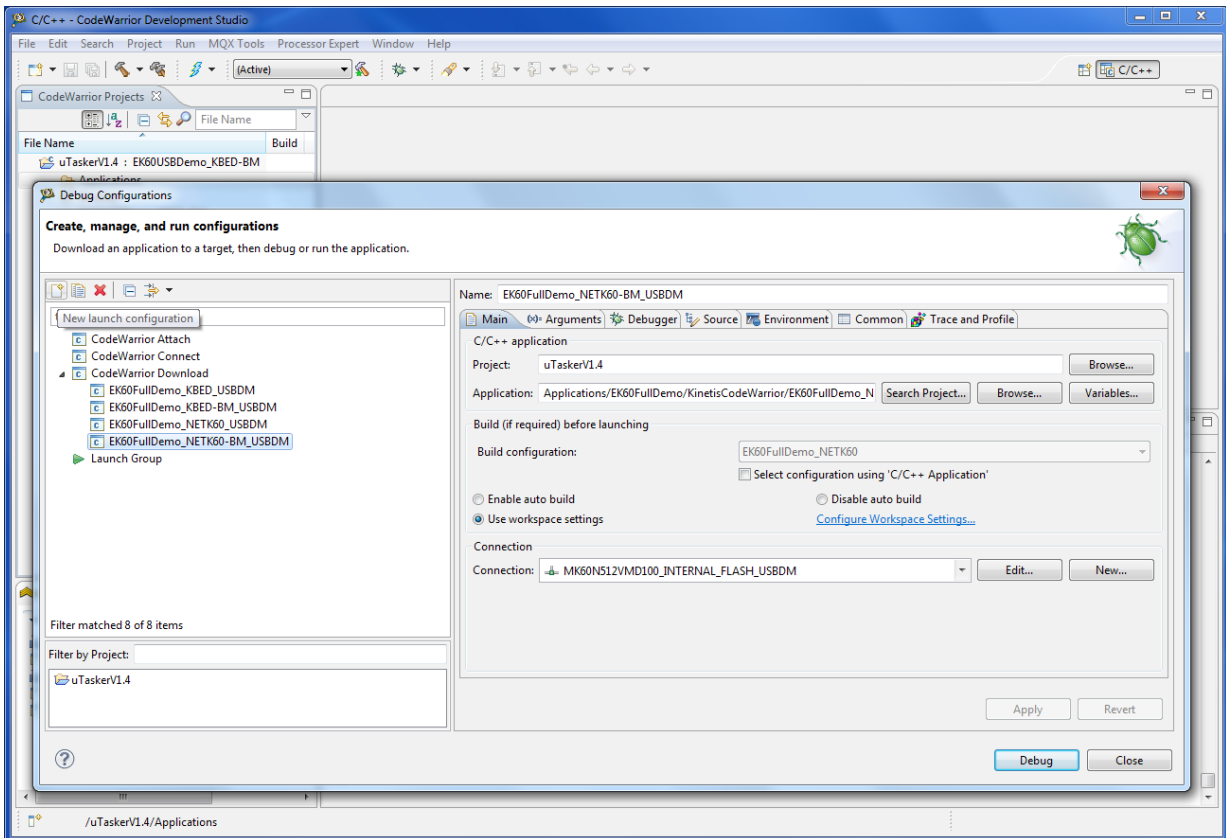 C/C++ - CodeWarrior Development Studio
File Edit Search Project Run MQX Tools Processor Expert Window Help
(Active) C/C++
CodeWarrior Projects
File Name
File Name Build
uTaskerV1.4 : EK60USBDemo_KBED-BM
Applications
Debug Configurations
Create, manage, and run configurations
Download an application to a target, then debug or run the application.
New launch configuration
CodeWarrior Attach
CodeWarrior Connect
CodeWarrior Download
EK60FullDemo_KBED_USBDM
EK60FullDemo_KBED-BM_USBDM
EK60FullDemo_NETK60_USBDM
EK60FullDemo_NETK60-BM_USBDM
Launch Group
Filter matched 8 of 8 items
Filter by Project:
uTaskerV1.4
Name: EK60FullDemo_NETK60-BM_USBDM
Main (x)= Arguments Debugger Source Environment Common Trace and Profile
C/C++ application
Project: uTaskerV1.4 Browse...
Application: Applications/EK60FullDemo/KinetisCodeWarrior/EK60FullDemo_N Search Project... Browse... Variables...
Build (if required) before launching
Build configuration: EK60FullDemo_NETK60
Select configuration using 'C/C++ Application'
Enable auto build Disable auto build
Use workspace settings Configure Workspace Settings...
Connection
Connection: MK60N512VMD100_INTERNAL_FLASH_USBDM Edit... New...
Apply Revert
? Debug Close
/uTaskerV1.4/Applications